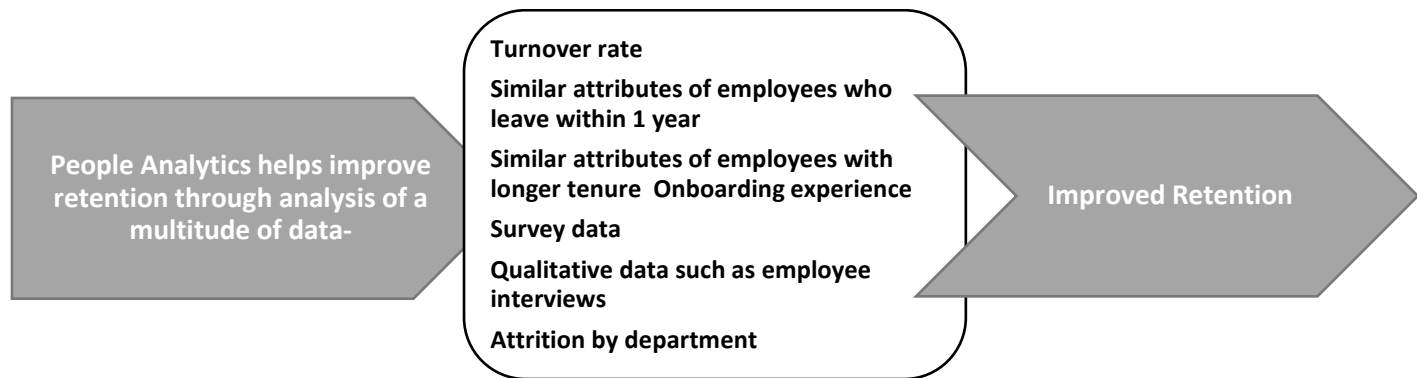 People Analytics helps improve
retention through analysis of a
multitude of data-
Turnover rate
Similar attributes of employees who
leave within 1 year
Similar attributes of employees with
longer tenure  Onboarding experience
Survey data
Qualitative data such as employee
interviews
Attrition by department
Improved Retention